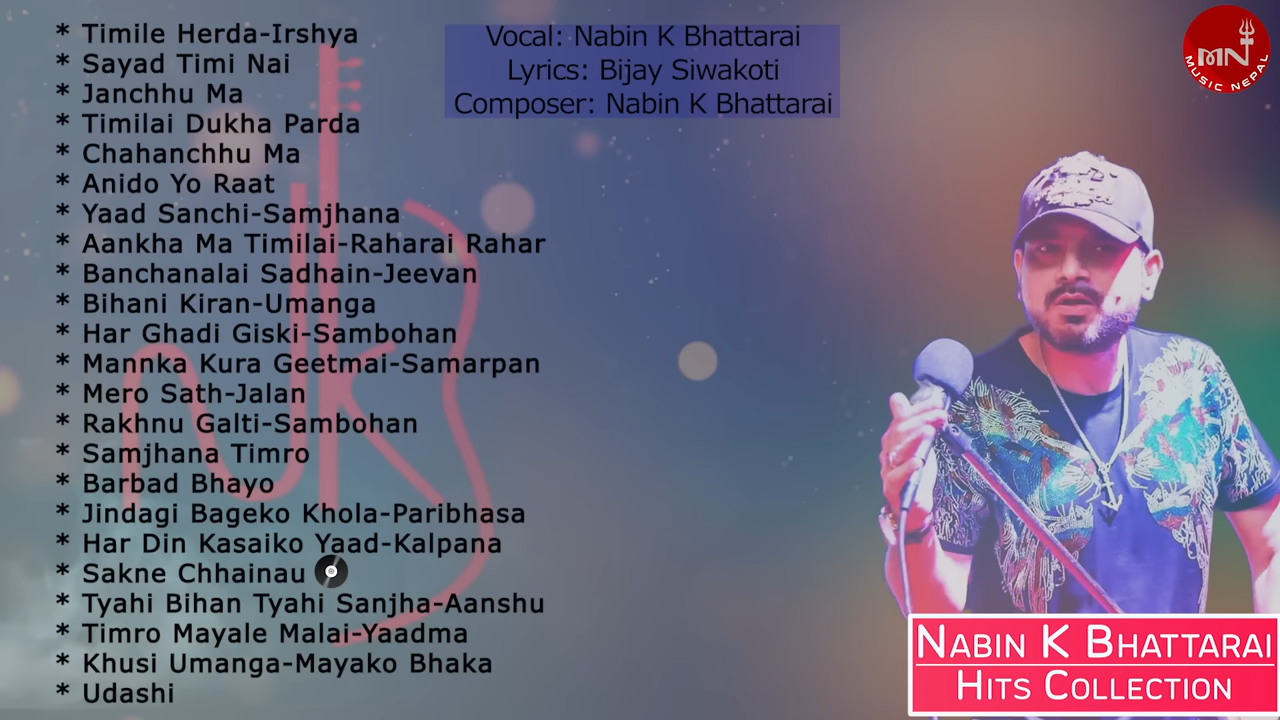 * Timile Herda-Irshya
* Sayad Timi Nai
* Janchhu Ma
* Timilai Dukha Parda
* Chahanchhu Ma
* Anido Yo Raat
* Yaad Sanchi-Samjhana
* Aankha Ma Timilai-Raharai Rahar
* Banchanalai Sadhain-Jeevan
* Bihani Kiran-Umanga
* Har Ghadi Giski-Sambohan
* Mannka Kura Geetmai-Samarpan
* Mero Sath-Jalan
* Rakhnu Galti-Sambohan
* Samjhana Timro
* Barbad Bhayo
* Jindagi Bageko Khola-Paribhasa
* Har Din Kasaiko Yaad-Kalpana
* Sakne Chhainau
* Tyahi Bihan Tyahi Sanjha-Aanshu
* Timro Mayale Malai-Yaadma
* Khusi Umanga-Mayako Bhaka
* Udashi
Vocal: Nabin K Bhattarai
Lyrics: Bijay Siwakoti
Composer: Nabin K Bhattarai
MN
MUSIC NEPAL
NABIN K BHATTARAI
HITS COLLECTION